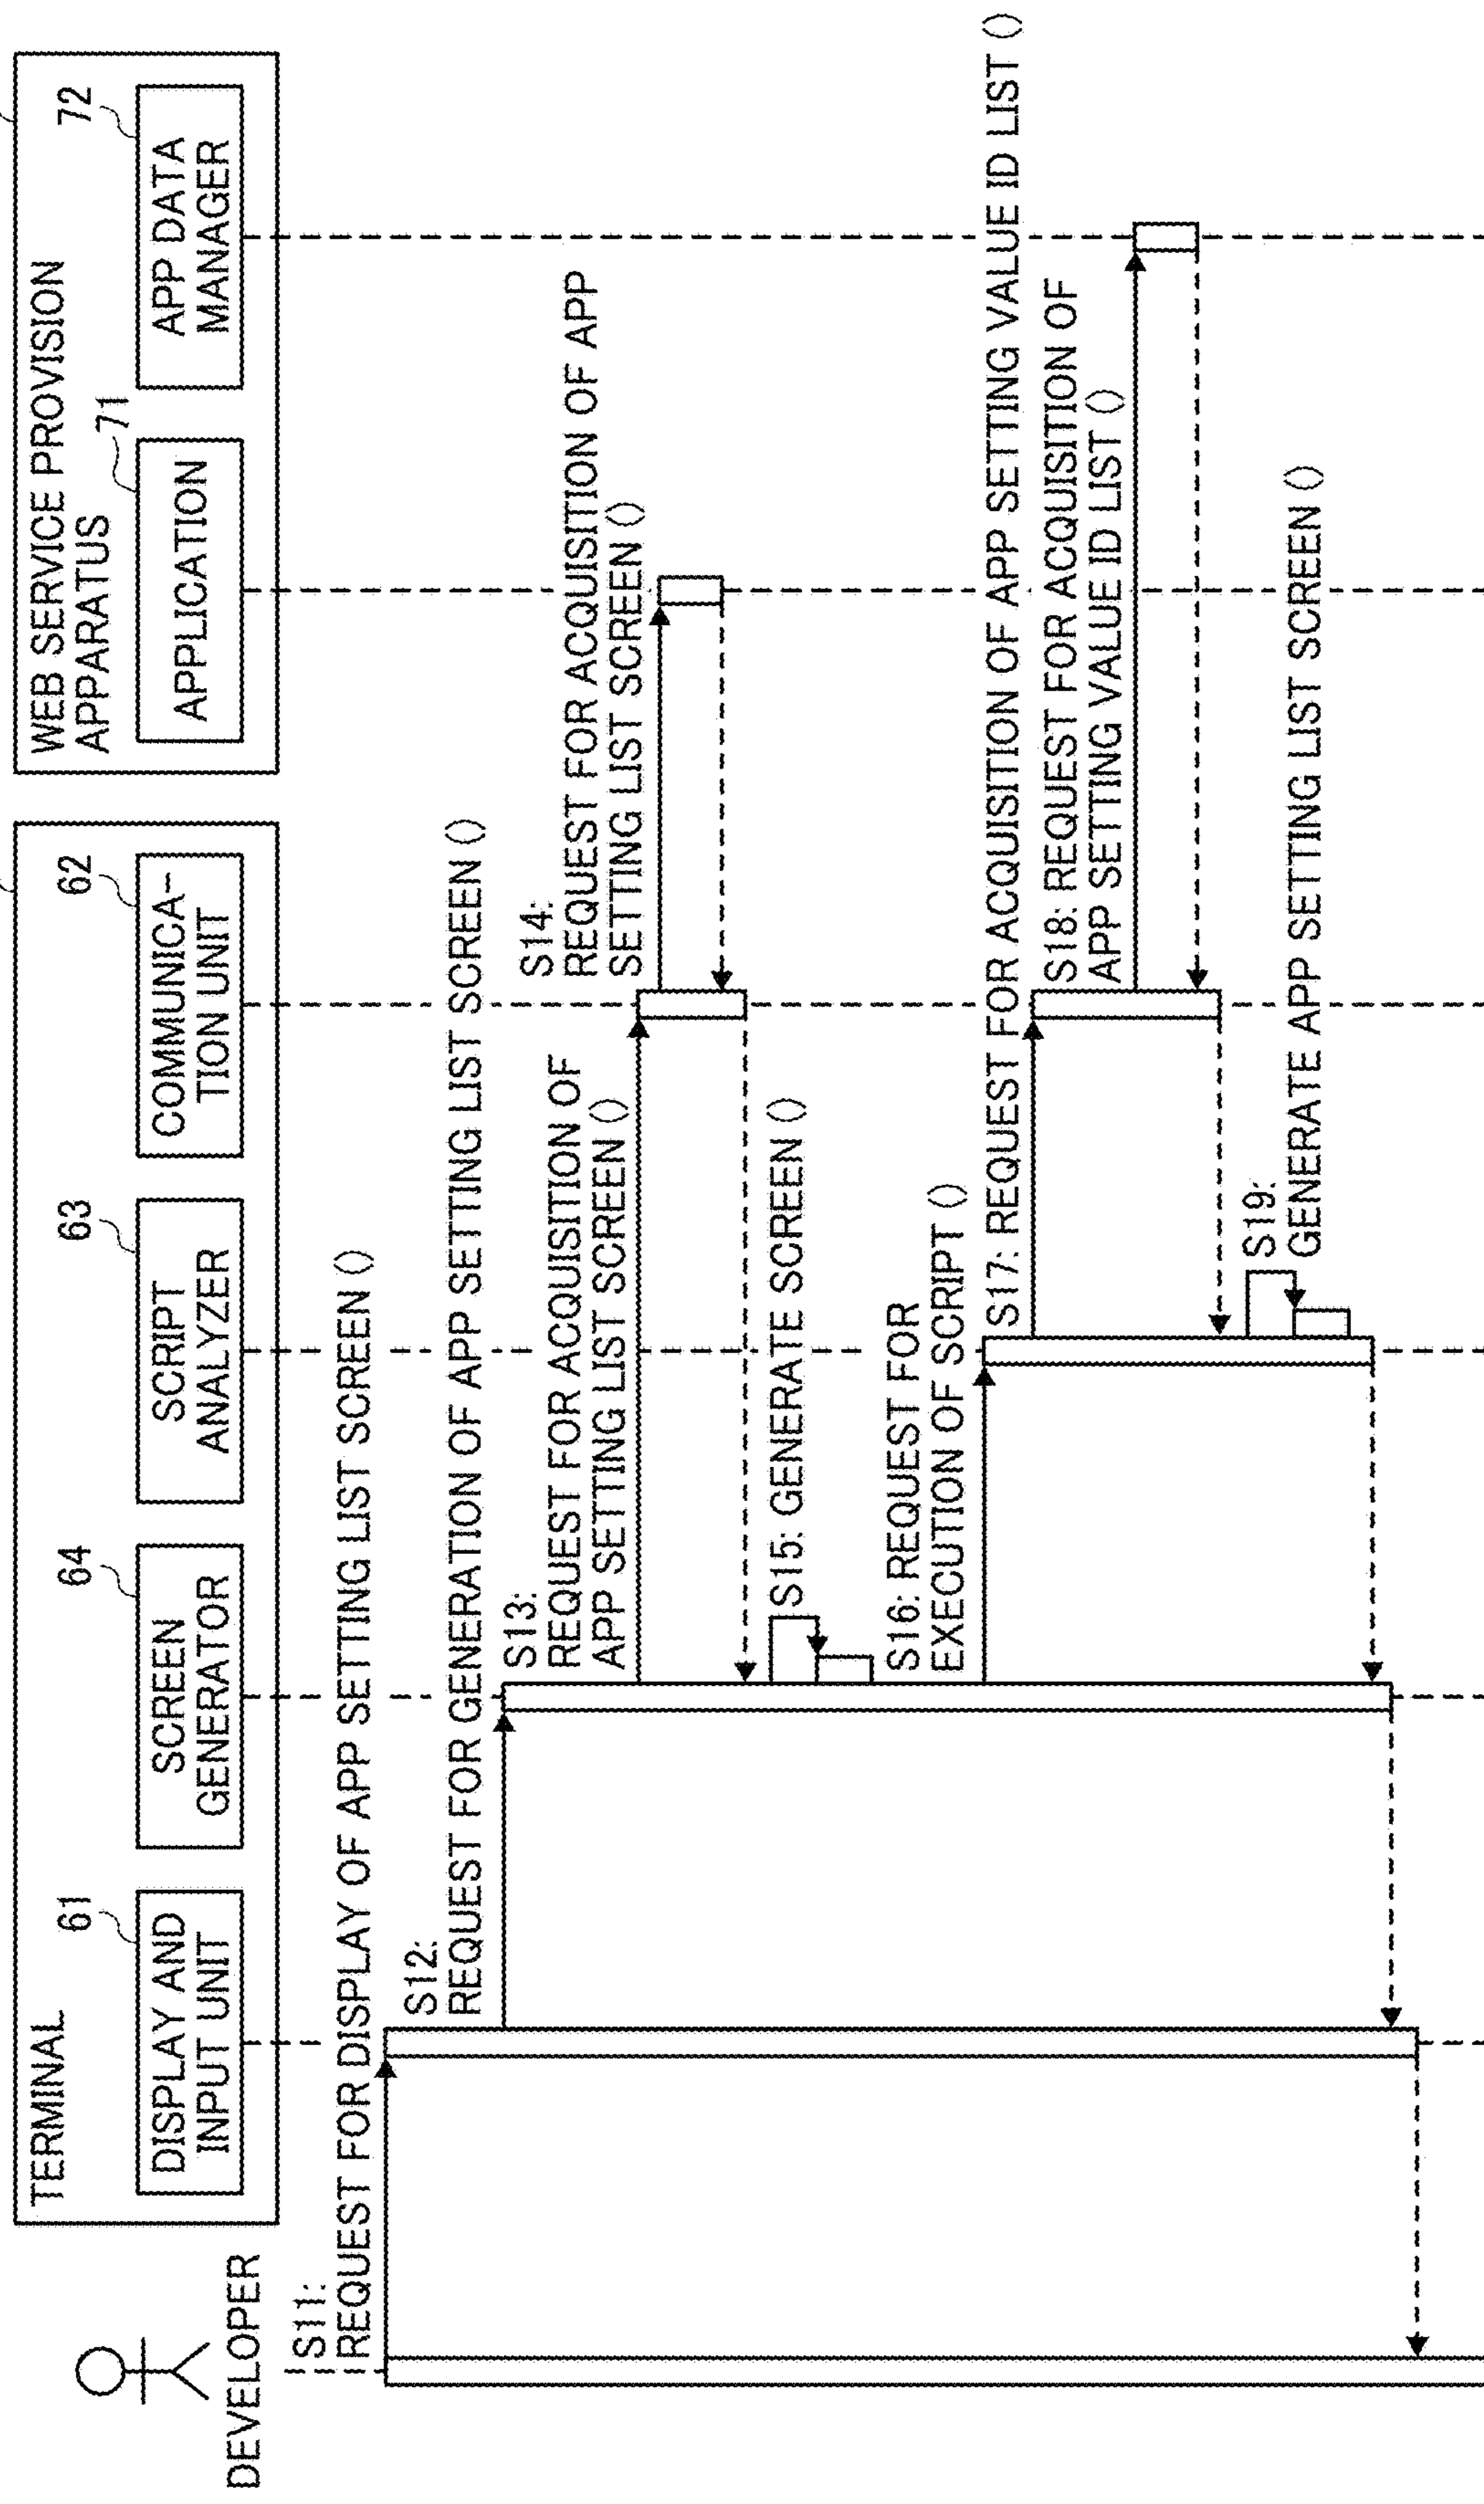 DEVELOPER
TERMINAL
61
DISPLAY AND
INPUT UNIT
64
SCREEN
GENERATOR
63
SCRIPT
ANALYZER
62
COMMUNICA-
TION UNIT
WEB SERVICE PROVISION
APPARATUS
71
APPLICATION
72
APP DATA
MANAGER
S11:
REQUEST FOR DISPLAY OF APP SETTING LIST SCREEN ()
S12:
REQUEST FOR GENERATION OF APP SETTING LIST SCREEN ()
S13:
REQUEST FOR ACQUISITION OF
APP SETTING LIST SCREEN ()
S14:
REQUEST FOR ACQUISITION OF APP
SETTING LIST SCREEN ()
S15: GENERATE SCREEN ()
S16: REQUEST FOR
EXECUTION OF SCRIPT ()
S17: REQUEST FOR ACQUISITION OF APP SETTING VALUE ID LIST ()
S18: REQUEST FOR ACQUISITION OF
APP SETTING VALUE ID LIST ()
S19:
GENERATE APP SETTING LIST SCREEN ()